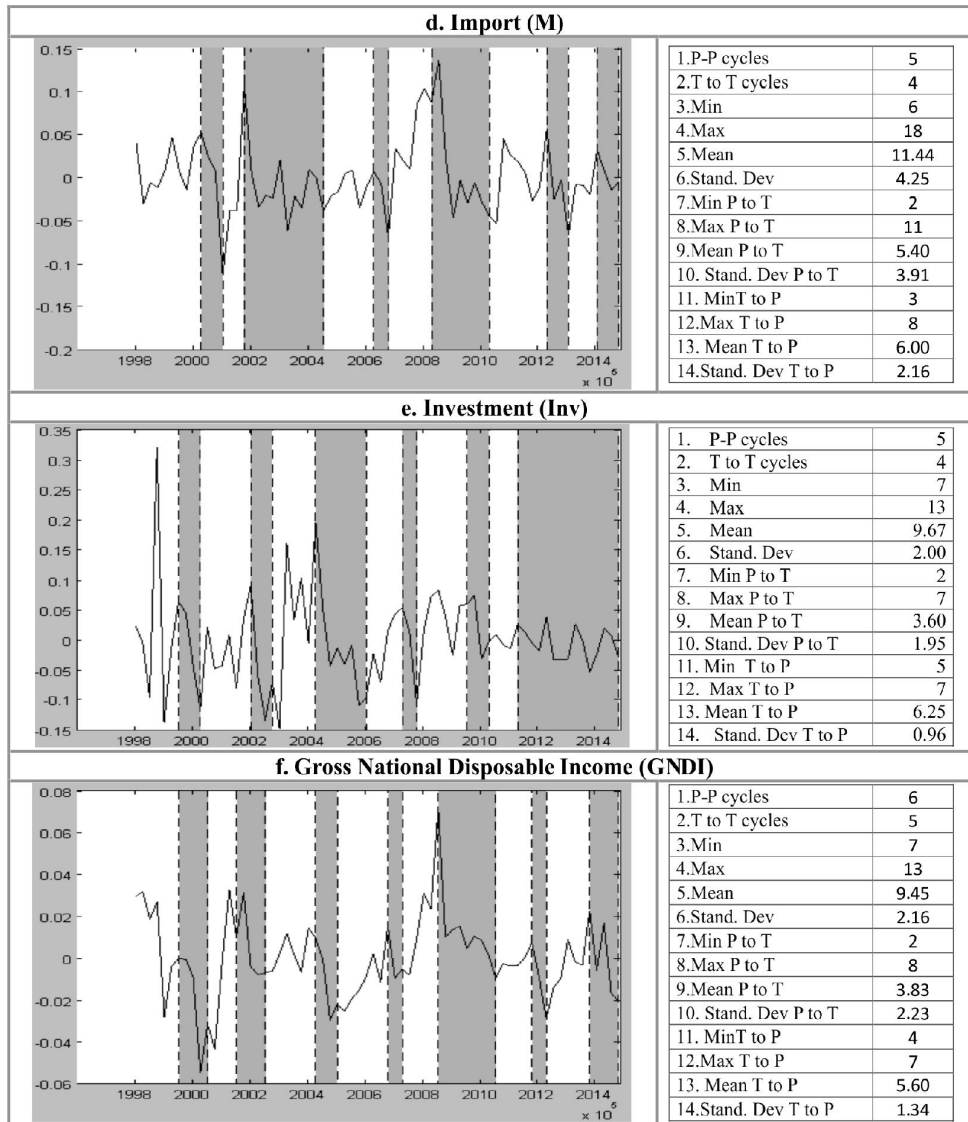 d. Import (M)
0.15
0.1
0.05
0
-0.05
-0.1
-0.15
-0.2
1998 2000 2002 2004 2006 2008 2010 2012 2014
x 10⁵
1.P-P cycles 5
2.T to T cycles 4
3.Min 6
4.Max 18
5.Mean 11.44
6.Stand. Dev 4.25
7.Min P to T 2
8.Max P to T 11
9.Mean P to T 5.40
10. Stand. Dev P to T 3.91
11. MinT to P 3
12.Max T to P 8
13. Mean T to P 6.00
14.Stand. Dev T to P 2.16
e. Investment (Inv)
0.35
0.3
0.25
0.2
0.15
0.1
0.05
0
-0.05
-0.1
-0.15
1998 2000 2002 2004 2006 2008 2010 2012 2014
1. P-P cycles 5
2. T to T cycles 4
3. Min 7
4. Max 13
5. Mean 9.67
6. Stand. Dev 2.00
7. Min P to T 2
8. Max P to T 7
9. Mean P to T 3.60
10. Stand. Dev P to T 1.95
11. Min T to P 5
12. Max T to P 7
13. Mean T to P 6.25
14. Stand. Dev T to P 0.96
f. Gross National Disposable Income (GNDI)
0.08
0.06
0.04
0.02
0
-0.02
-0.04
-0.06
1998 2000 2002 2004 2006 2008 2010 2012 2014
x 10⁵
1.P-P cycles 6
2.T to T cycles 5
3.Min 7
4.Max 13
5.Mean 9.45
6.Stand. Dev 2.16
7.Min P to T 2
8.Max P to T 8
9.Mean P to T 3.83
10. Stand. Dev P to T 2.23
11. MinT to P 4
12.Max T to P 7
13. Mean T to P 5.60
14.Stand. Dev T to P 1.34